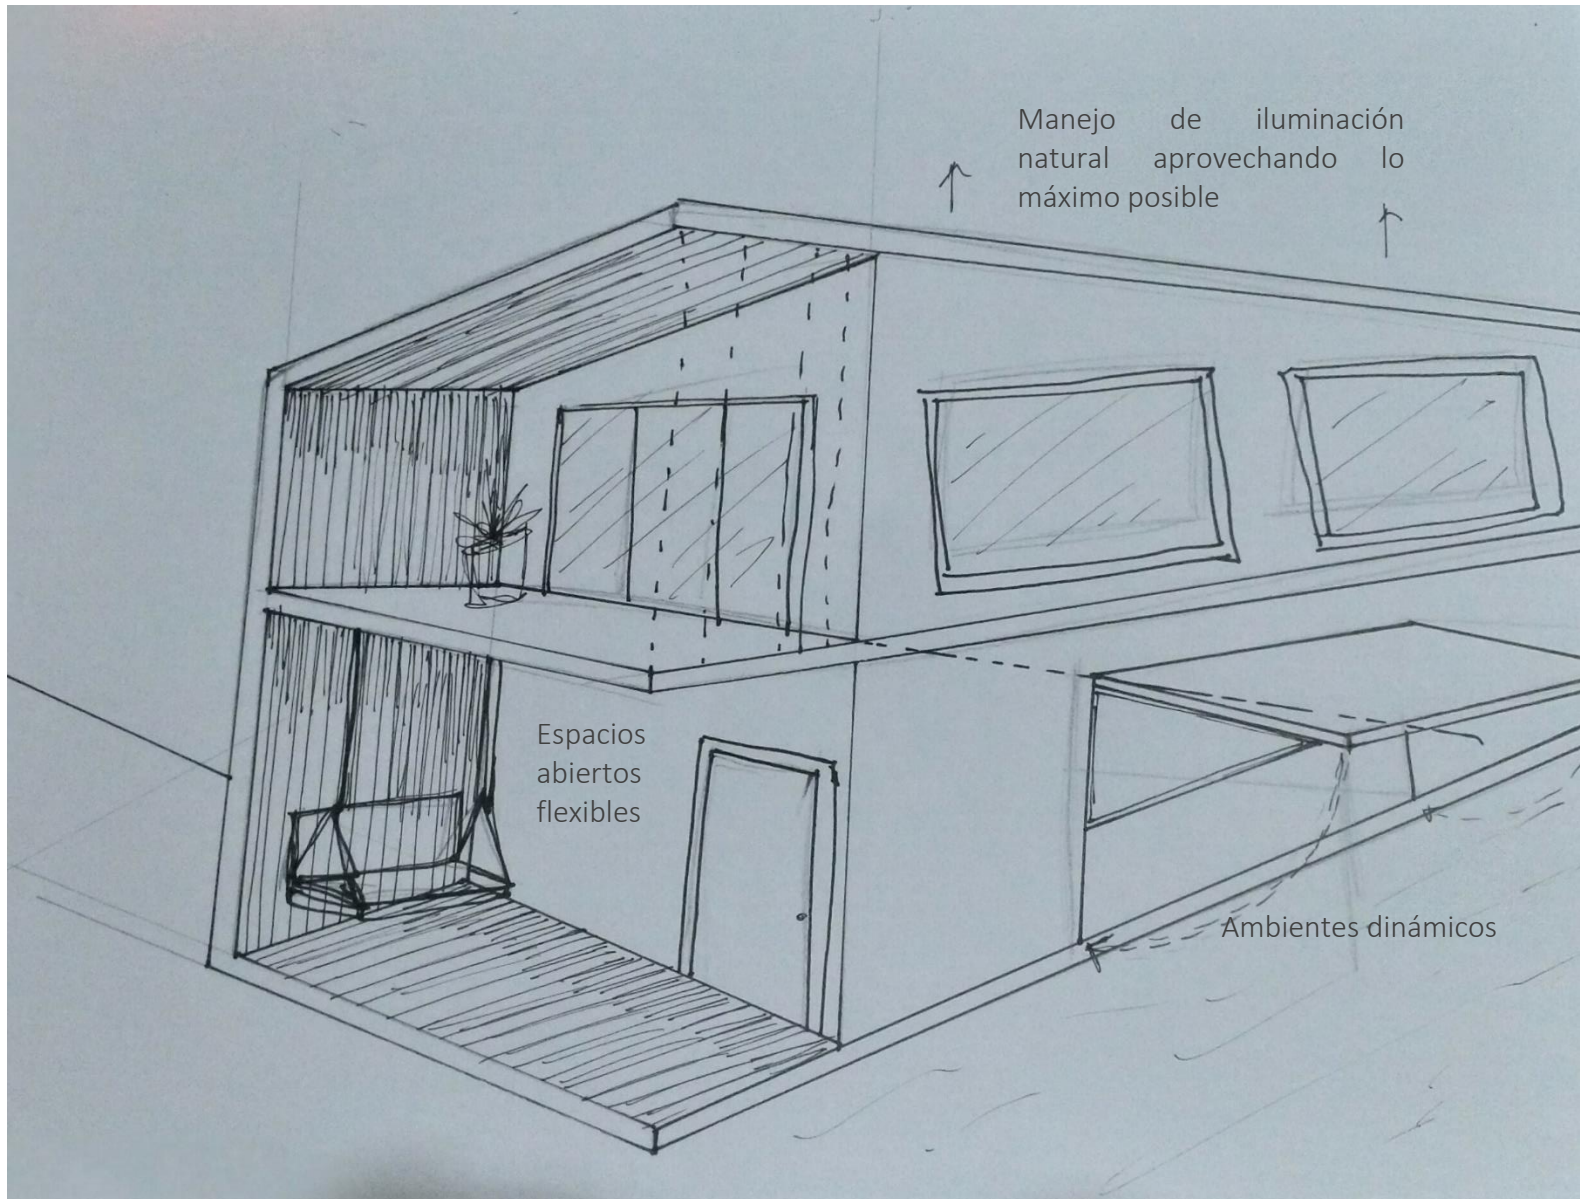 Manejo de iluminación
natural aprovechando lo
máximo posible
Espacios
abiertos
flexibles
Ambientes dinámicos